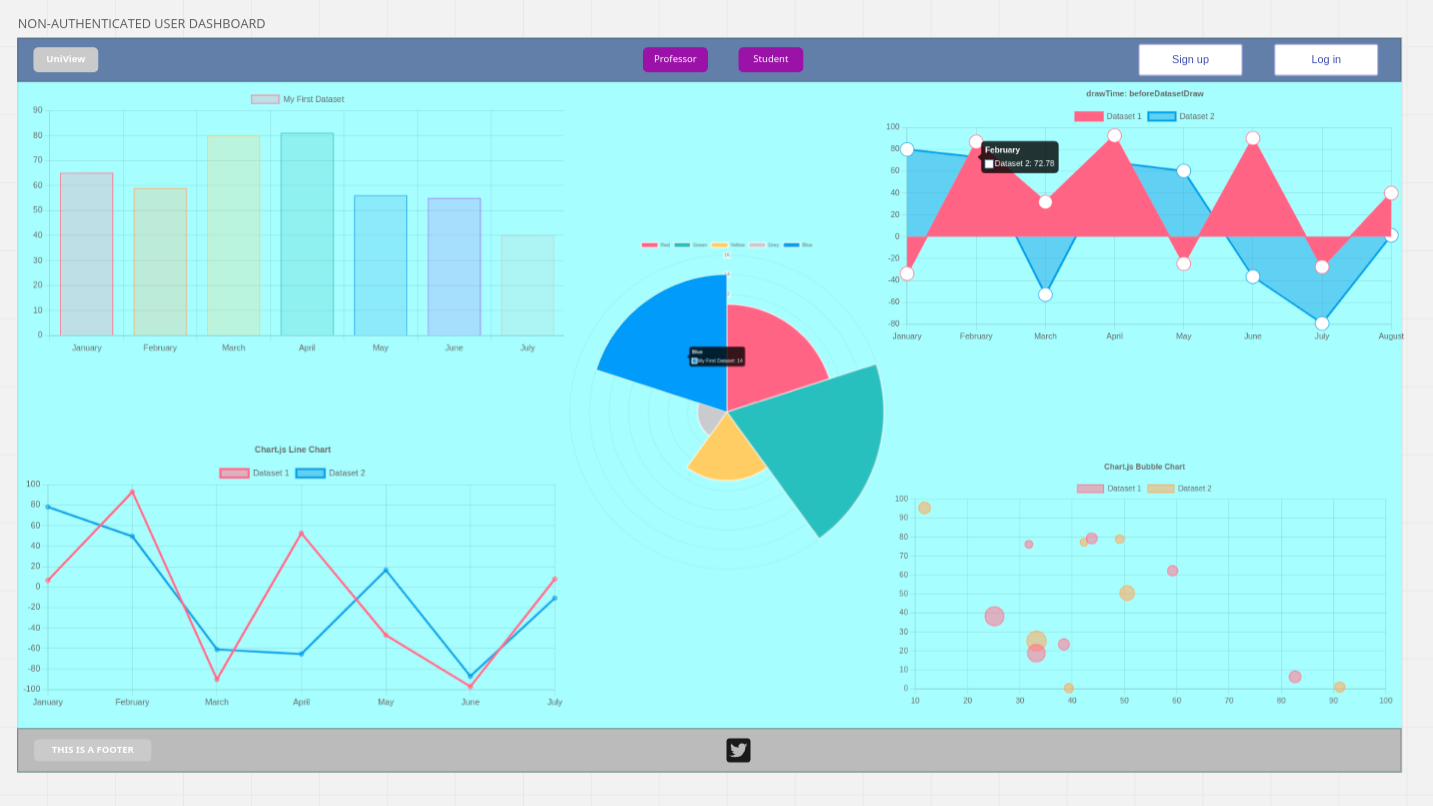 NON-AUTHENTICATED USER DASHBOARD
UniView
Professor
Student
Sign up
Log in
My First Dataset
90
80
70
60
50
40
30
20
10
0
January February March April May June July
drawTime: beforeDatasetDraw
Dataset 1 Dataset 2
100
80
60
40
20
0
-20
-40
-60
-80
February
Dataset 2: 72.78
January February March April May June July August
Red Green Yellow Grey Blue
16
14
Blue
My First Dataset: 14
Chart.js Line Chart
Dataset 1 Dataset 2
100
80
60
40
20
0
-20
-40
-60
-80
-100
January February March April May June July
Chart.js Bubble Chart
Dataset 1 Dataset 2
100
90
80
70
60
50
40
30
20
10
0
10 20 30 40 50 60 70 80 90 100
THIS IS A FOOTER